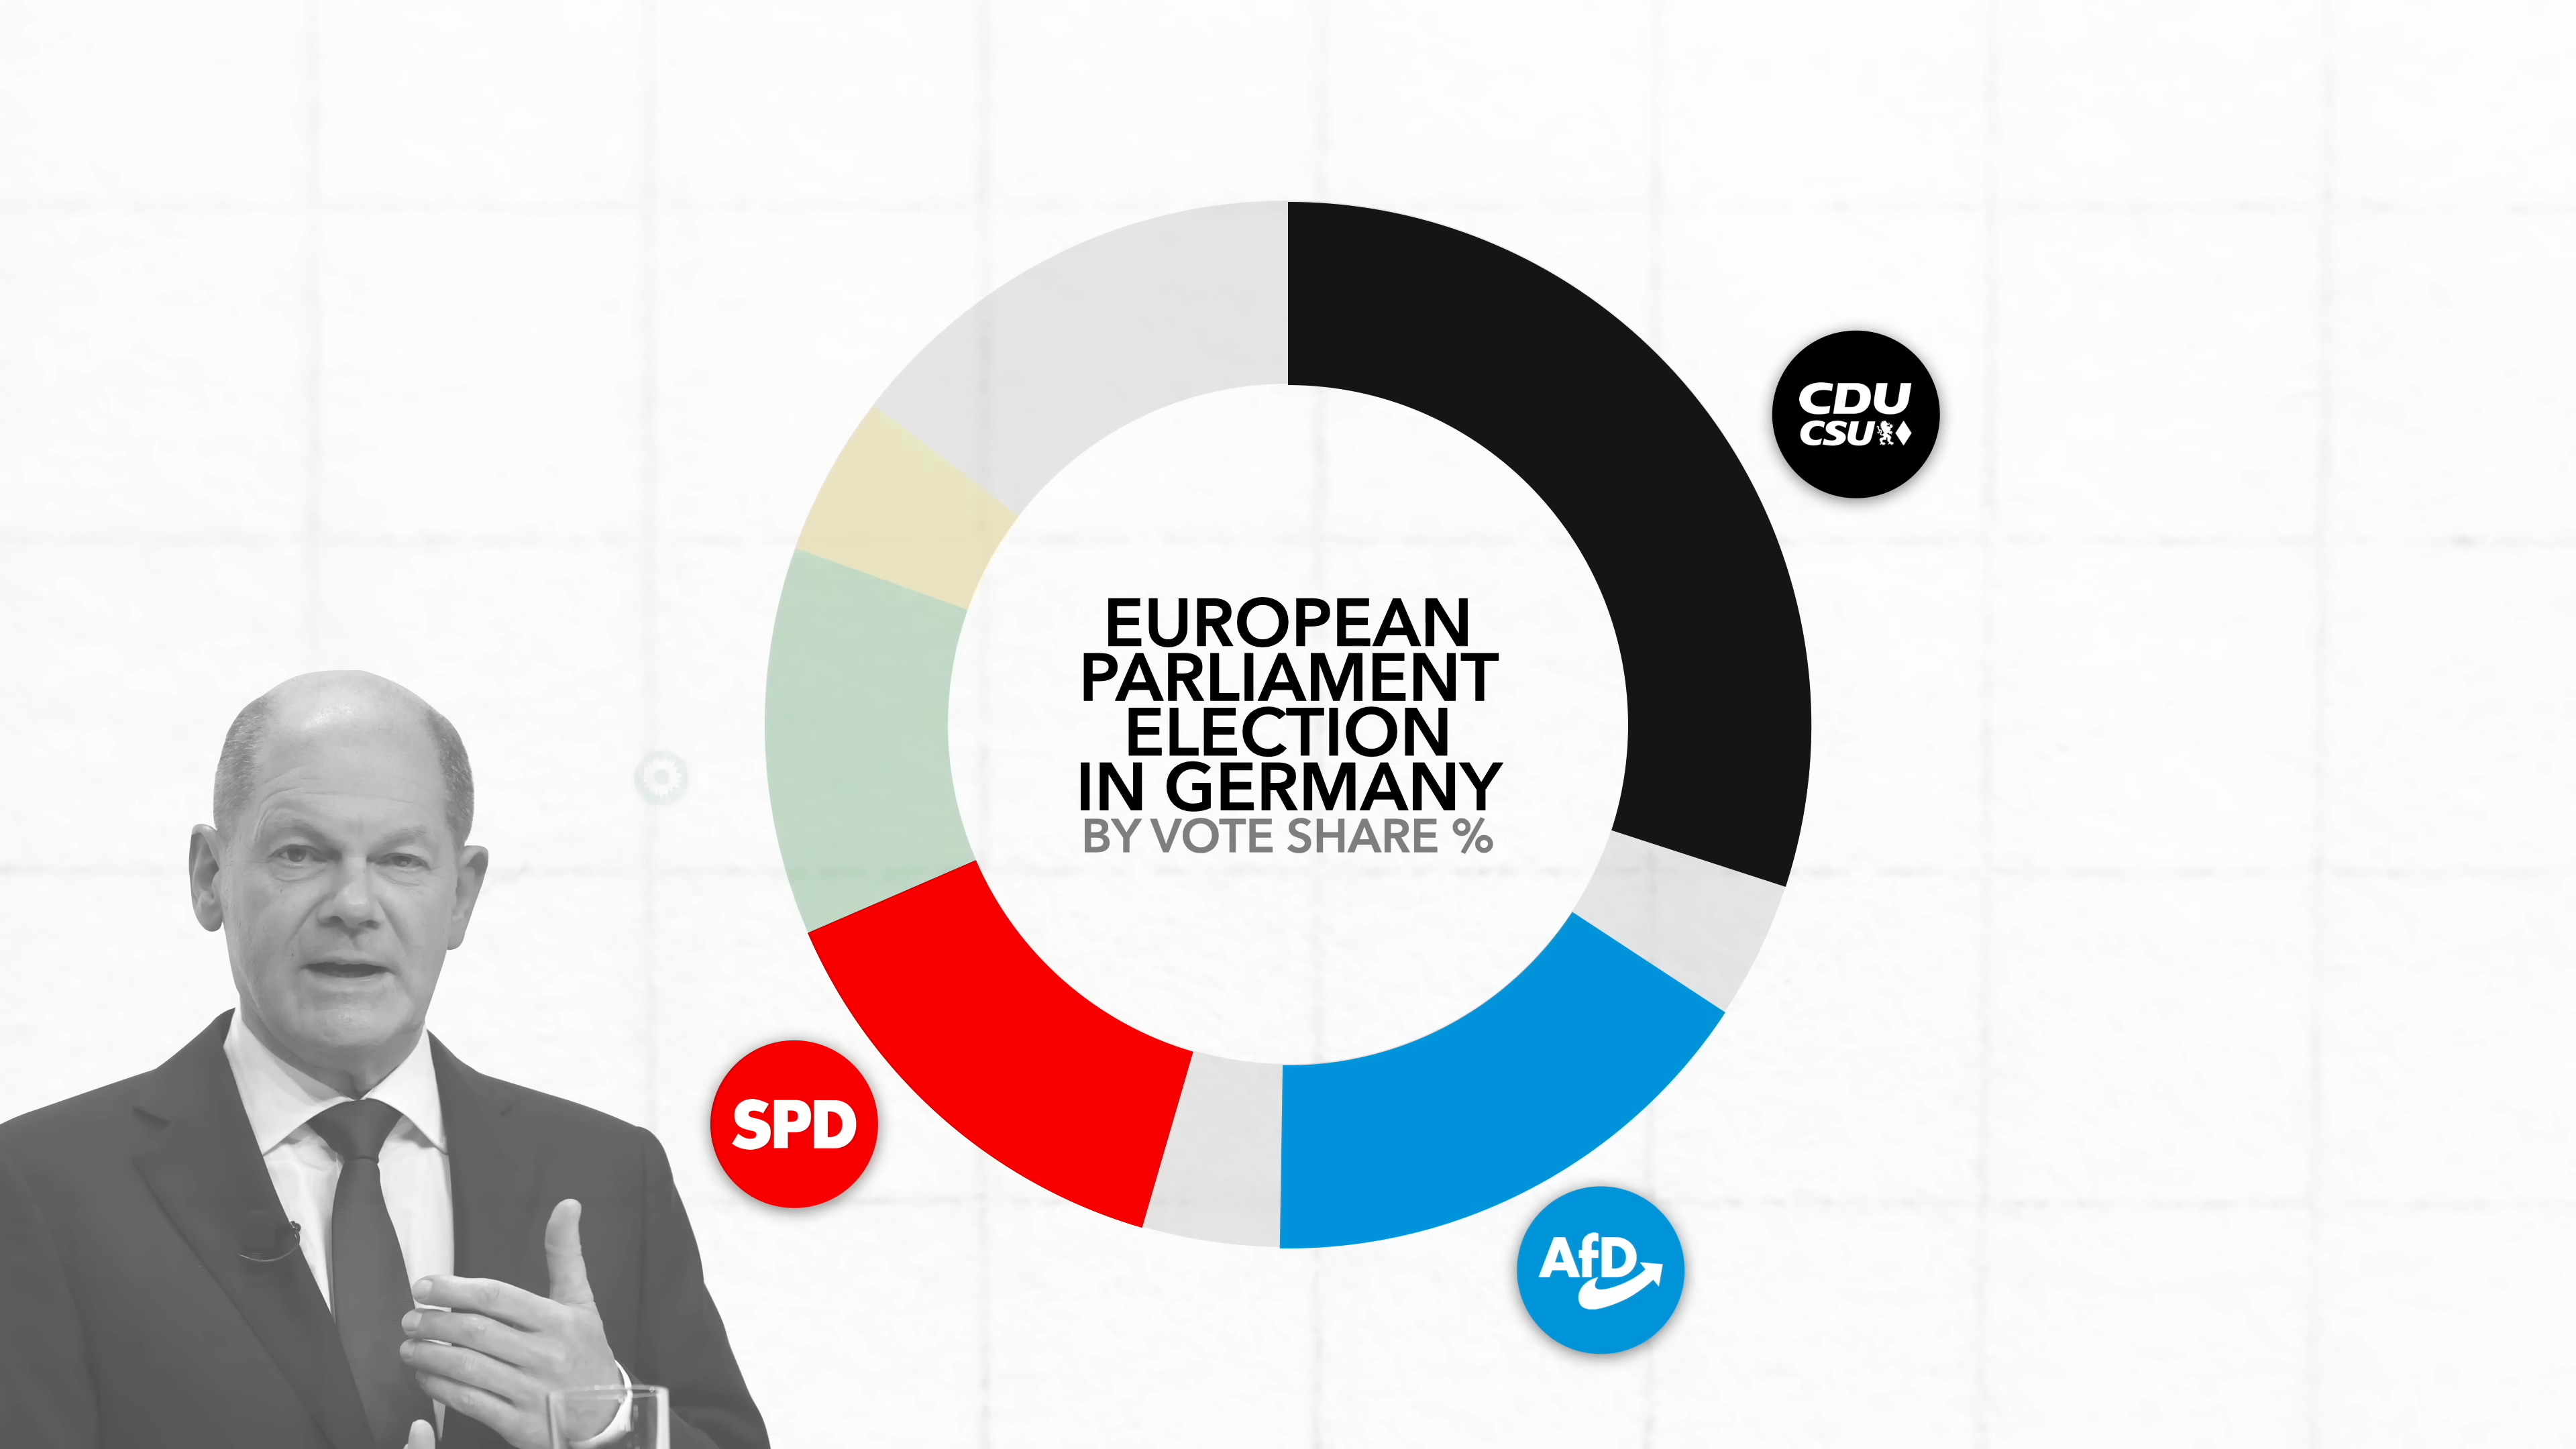 CDU
CSU
EUROPEAN
PARLIAMENT
ELECTION
IN GERMANY
BY VOTE SHARE %
SPD
AfD